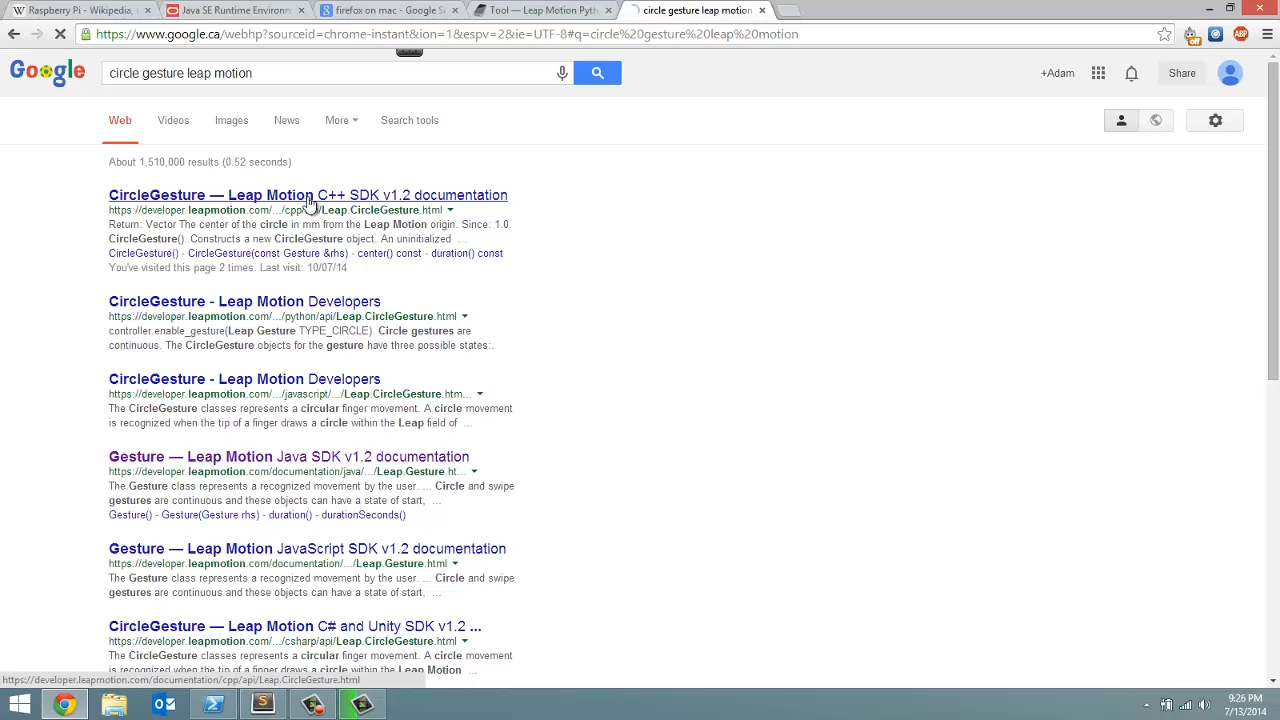 Raspberry Pi - Wikipedia,
Java SE Runtime Environm
firefox on mac - Google Se
Tool — Leap Motion Pyth
circle gesture leap motion
https://www.google.ca/webhp?sourceid=chrome-instant&ion=1&espv=2&ie=UTF-8#q=circle%20gesture%20leap%20motion
ABP
Google
circle gesture leap motion
+Adam
Share
Web
Videos
Images
News
More
Search tools
About 1,510,000 results (0.52 seconds)
CircleGesture — Leap Motion C++ SDK v1.2 documentation
https://developer.leapmotion.com/.../cpp/.../Leap.CircleGesture.html
Return: Vector The center of the circle in mm from the Leap Motion origin. Since: 1.0.
CircleGesture(). Constructs a new CircleGesture object. An uninitialized ...
CircleGesture() - CircleGesture(const Gesture &rhs) - center() const - duration() const
You've visited this page 2 times. Last visit: 10/07/14
CircleGesture - Leap Motion Developers
https://developer.leapmotion.com/.../python/api/Leap.CircleGesture.html
controller.enable_gesture(Leap.Gesture.TYPE_CIRCLE). Circle gestures are
continuous. The CircleGesture objects for the gesture have three possible states:.
CircleGesture - Leap Motion Developers
https://developer.leapmotion.com/.../javascript/.../Leap.CircleGesture.htm...
The CircleGesture classes represents a circular finger movement. A circle movement
is recognized when the tip of a finger draws a circle within the Leap field of ...
Gesture — Leap Motion Java SDK v1.2 documentation
https://developer.leapmotion.com/documentation/java/.../Leap.Gesture.ht...
The Gesture class represents a recognized movement by the user. ... Circle and swipe
gestures are continuous and these objects can have a state of start, ...
Gesture() - Gesture(Gesture rhs) - duration() - durationSeconds()
Gesture — Leap Motion JavaScript SDK v1.2 documentation
https://developer.leapmotion.com/documentation/.../Leap.Gesture.html
The Gesture class represents a recognized movement by the user. ... Circle and swipe
gestures are continuous and these objects can have a state of start, ...
CircleGesture — Leap Motion C# and Unity SDK v1.2 ...
https://developer.leapmotion.com/.../csharp/api/Leap.CircleGesture.html
The CircleGesture classes represents a circular finger movement. A circle movement
is recognized when the tip of a finger draws a circle within the Leap Motion ...
https://developer.leapmotion.com/documentation/cpp/api/Leap.CircleGesture.html
9:26 PM
7/13/2014